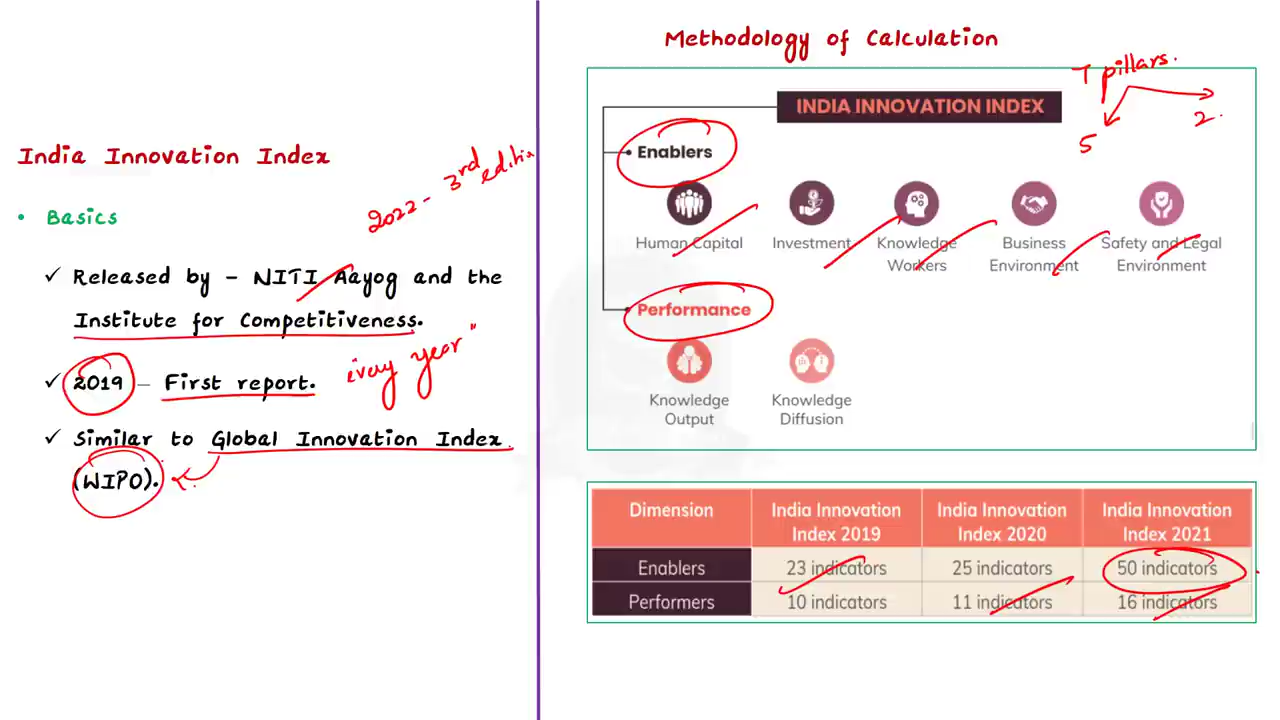 India Innovation Index
2022 - 3rd editio
• Basics
✓ Released by - NITI Aayog and the
Institute for Competitiveness.
✓ 2019 - First report.
every year"
✓ Similar to Global Innovation Index
(WIPO).
Methodology of Calculation
7 pillars.
5
2.
INDIA INNOVATION INDEX
Enablers
Human Capital
Investment
Knowledge
Workers
Business
Environment
Safety and Legal
Environment
Performance
Knowledge
Output
Knowledge
Diffusion
Dimension
India Innovation
Index 2019
India Innovation
Index 2020
India Innovation
Index 2021
Enablers 23 indicators 25 indicators 50 indicators
Performers 10 indicators 11 indicators 16 indicators